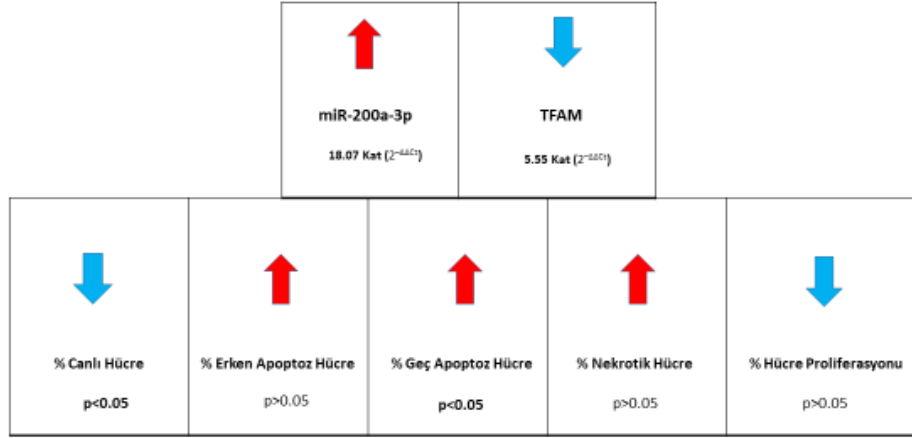 miR-200a-3p TFAM
18.07 Kat (2⁻ΔΔCt) 5.55 Kat (2⁻ΔΔCt)
% Canlı Hücre % Erken Apoptoz Hücre % Geç Apoptoz Hücre % Nekrotik Hücre % Hücre Proliferasyonu
p<0.05 p>0.05 p<0.05 p>0.05 p>0.05